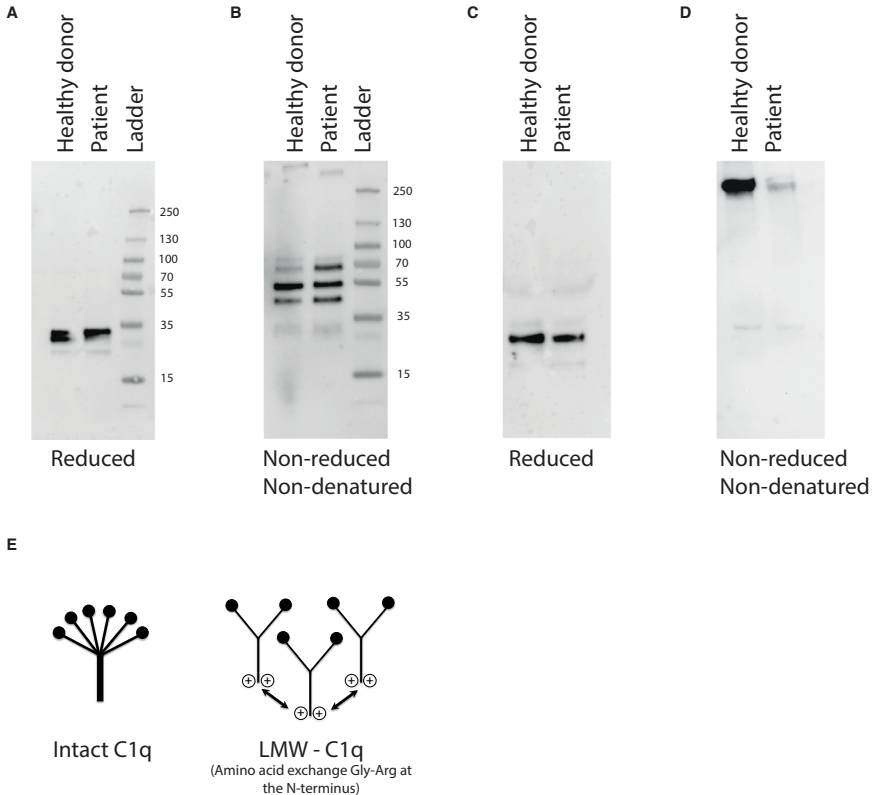 A
Healthy donor
Patient
Ladder
250
130
100
70
55
35
15
Reduced
B
Healthy donor
Patient
Ladder
250
130
100
70
55
35
15
Non-reduced
Non-denatured
C
Healthy donor
Patient
Reduced
D
Healhty donor
Patient
Non-reduced
Non-denatured
E
Intact C1q
+ +
+ +
+ +
LMW - C1q
(Amino acid exchange Gly-Arg at
the N-terminus)